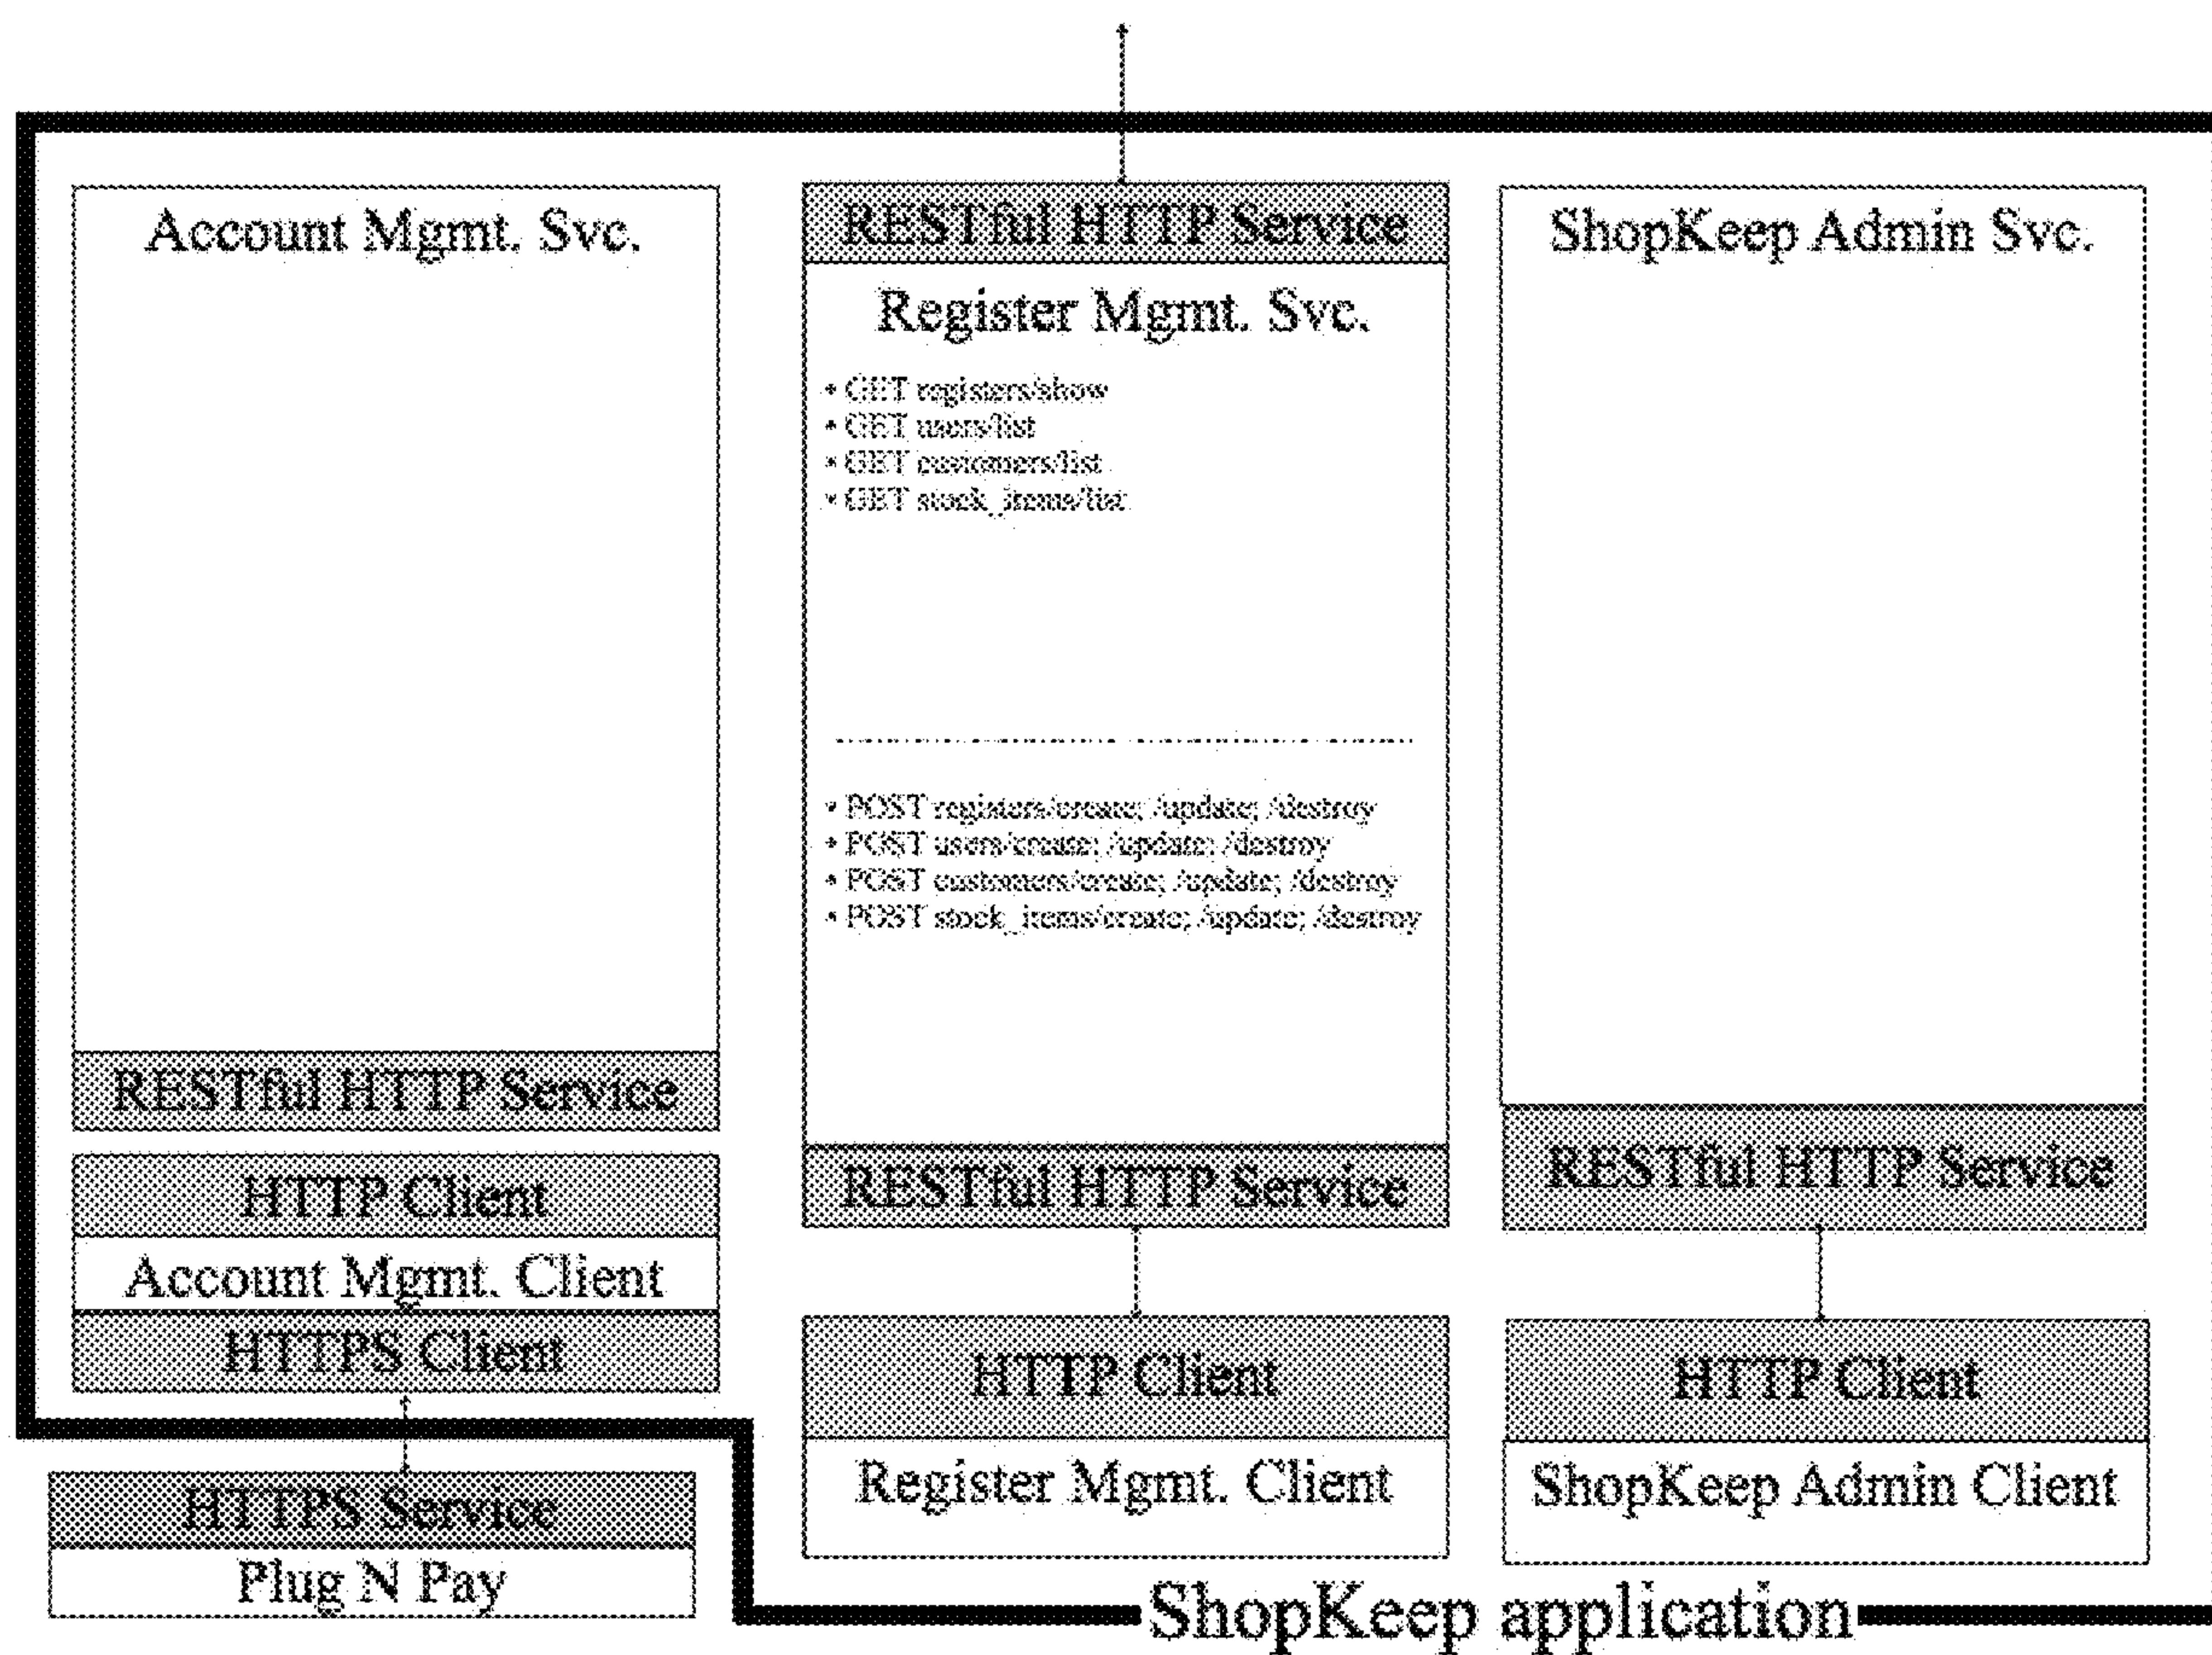 Account Mgmt. Svc.
RESTful HTTP Service
HTTP Client
Account Mgmt. Client
HTTPS Client
HTTPS Service
Plug N Pay
RESTful HTTP Service
Register Mgmt. Svc.
• GET registers/show
• GET users/list
• GET customers/list
• GET stock_items/list
• POST registers/create; /update; /destroy
• POST users/create; /update; /destroy
• POST customers/create; /update; /destroy
• POST stock_items/create; /update; /destroy
RESTful HTTP Service
HTTP Client
Register Mgmt. Client
ShopKeep Admin Svc.
RESTful HTTP Service
HTTP Client
ShopKeep Admin Client
ShopKeep application